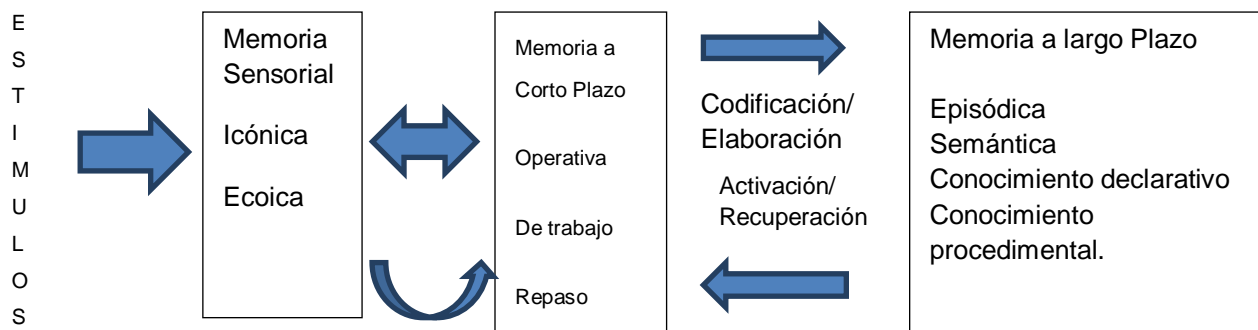 E
S
T
I
M
U
L
O
S
Memoria
Sensorial
Icónica
Ecoica
Memoria a
Corto Plazo
Operativa
De trabajo
Repaso
Codificación/
Elaboración
Activación/
Recuperación
Memoria a largo Plazo
Episódica
Semántica
Conocimiento declarativo
Conocimiento
procedimental.